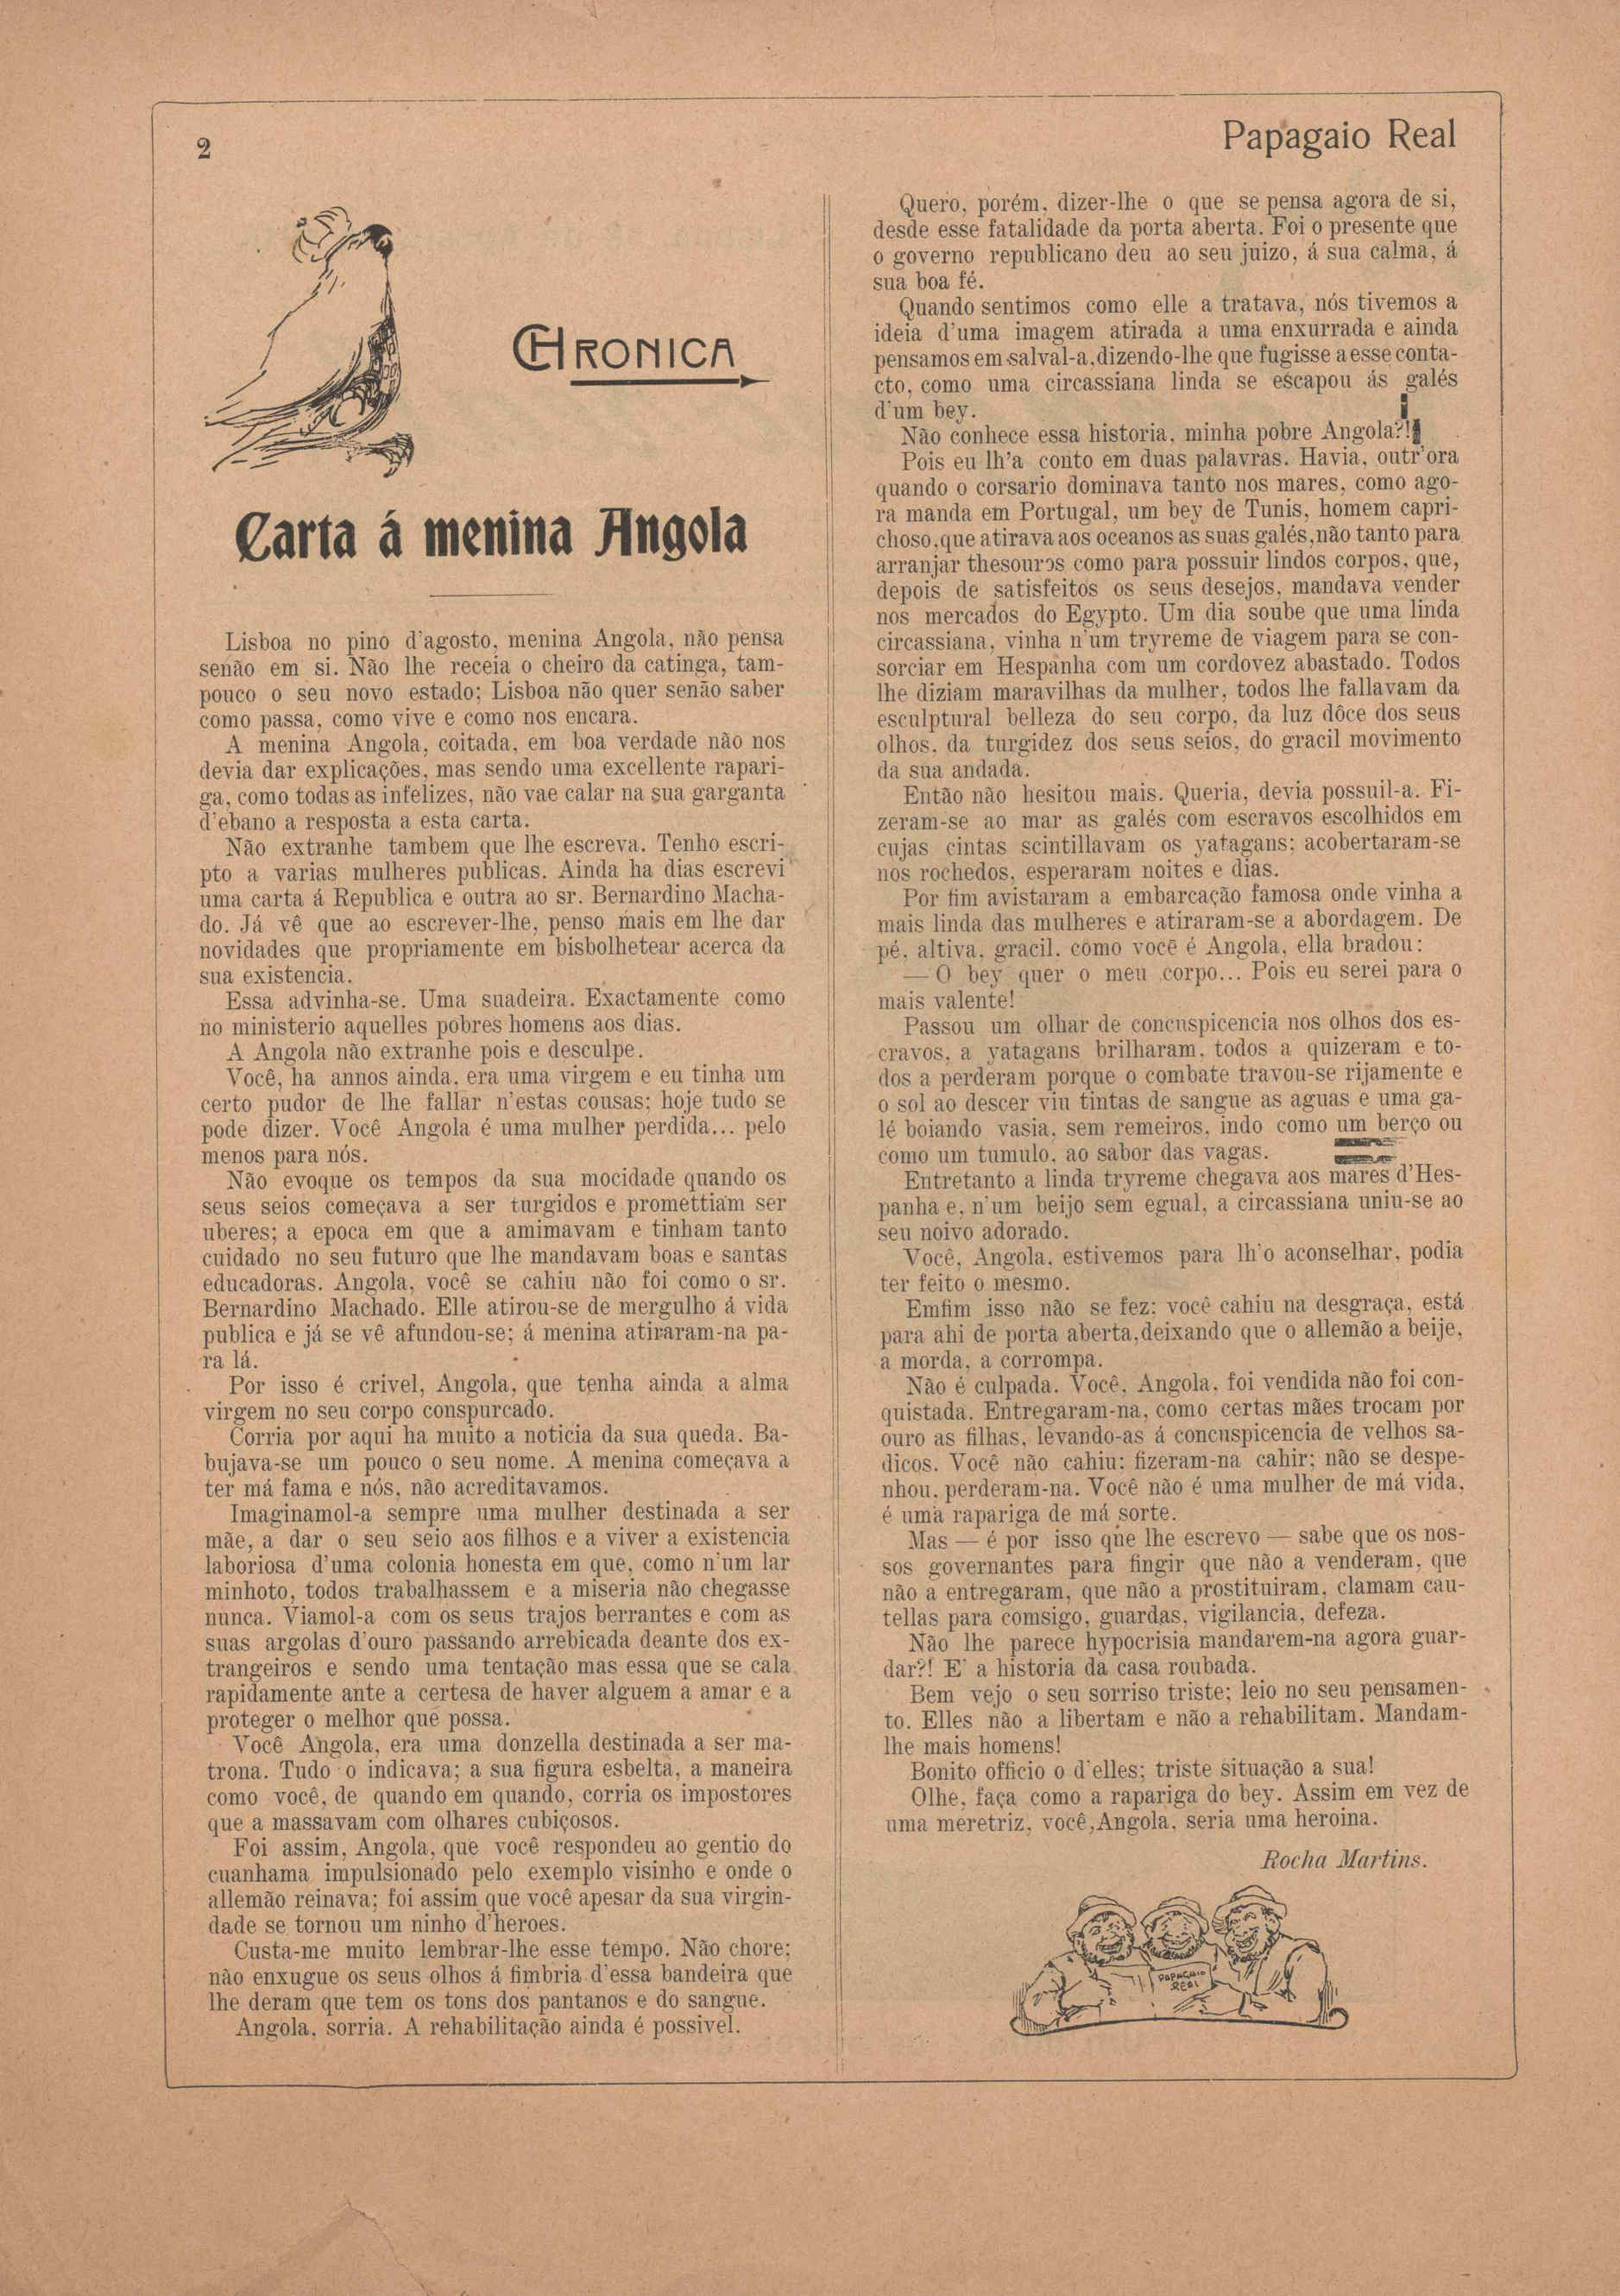 2
Papagaio Real
CHRONICA
Carta á menina Angola
Lisboa no pino d'agosto, menina Angola, não pensa
senão em si. Não lhe receia o cheiro da catinga, tam-
pouco o seu novo estado; Lisboa não quer senão saber
como passa, como vive e como nos encara.
A menina Angola, coitada, em boa verdade não nos
devia dar explicações, mas sendo uma excellente rapari-
ga, como todas as infelizes, não vae calar na sua garganta
d'ebano a resposta a esta carta.
Não extranhe tambem que lhe escreva. Tenho escri-
pto a varias mulheres publicas. Ainda ha dias escrevi
uma carta á Republica e outra ao sr. Bernardino Macha-
do. Já vê que ao escrever-lhe, penso mais em lhe dar
novidades que propriamente em bisbolhetear acerca da
sua existencia.
Essa advinha-se. Uma suadeira. Exactamente como
no ministerio aquelles pobres homens aos dias.
A Angola não extranhe pois e desculpe.
Você, ha annos ainda, era uma virgem e eu tinha um
certo pudor de lhe fallar n'estas cousas; hoje tudo se
pode dizer. Você Angola é uma mulher perdida... pelo
menos para nós.
Não evoque os tempos da sua mocidade quando os
seus seios começava a ser turgidos e promettiam ser
uberes; a epoca em que a amimavam e tinham tanto
cuidado no seu futuro que lhe mandavam boas e santas
educadoras. Angola, você se cahiu não foi como o sr.
Bernardino Machado. Elle atirou-se de mergulho á vida
publica e já se vê afundou-se; á menina atiraram-na pa-
ra lá.
Por isso é crivel, Angola, que tenha ainda a alma
virgem no seu corpo conspurcado.
Corria por aqui ha muito a noticia da sua queda. Ba-
bujava-se um pouco o seu nome. A menina começava a
ter má fama e nós, não acreditavamos.
Imaginamol-a sempre uma mulher destinada a ser
mãe, a dar o seu seio aos filhos e a viver a existencia
laboriosa d'uma colonia honesta em que, como n'um lar
minhoto, todos trabalhassem e a miseria não chegasse
nunca. Viamol-a com os seus trajos berrantes e com as
suas argolas d'ouro passando arrebicada deante dos ex-
trangeiros e sendo uma tentação mas essa que se cala
rapidamente ante a certesa de haver alguem a amar e a
proteger o melhor que possa.
Você Angola, era uma donzella destinada a ser ma-
trona. Tudo o indicava; a sua figura esbelta, a maneira
como você, de quando em quando, corria os impostores
que a massavam com olhares cubiçosos.
Foi assim, Angola, que você respondeu ao gentio do
cuanhama impulsionado pelo exemplo visinho e onde o
allemão reinava; foi assim que você apesar da sua virgin-
dade se tornou um ninho d'heroes.
Custa-me muito lembrar-lhe esse tempo. Não chore;
não enxugue os seus olhos á fimbria d'essa bandeira que
lhe deram que tem os tons dos pantanos e do sangue.
Angola, sorria. A rehabilitação ainda é possivel.
Quero, porém, dizer-lhe o que se pensa agora de si,
desde esse fatalidade da porta aberta. Foi o presente que
o governo republicano deu ao seu juizo, á sua calma, á
sua boa fé.
Quando sentimos como elle a tratava, nós tivemos a
ideia d'uma imagem atirada a uma enxurrada e ainda
pensamos em salval-a, dizendo-lhe que fugisse a esse conta-
cto, como uma circassiana linda se escapou ás galés
d'um bey.
Não conhece essa historia, minha pobre Angola?!
Pois eu lh'a conto em duas palavras. Havia, outr'ora
quando o corsario dominava tanto nos mares, como ago-
ra manda em Portugal, um bey de Tunis, homem capri-
choso, que atirava aos oceanos as suas galés, não tanto para
arranjar thesouros como para possuir lindos corpos, que,
depois de satisfeitos os seus desejos, mandava vender
nos mercados do Egypto. Um dia soube que uma linda
circassiana, vinha n'um tryreme de viagem para se con-
sorciar em Hespanha com um cordovez abastado. Todos
lhe diziam maravilhas da mulher, todos lhe fallavam da
esculptural belleza do seu corpo, da luz dôce dos seus
olhos, da turgidez dos seus seios, do gracil movimento
da sua andada.
Então não hesitou mais. Queria, devia possuil-a. Fi-
zeram-se ao mar as galés com escravos escolhidos em
cujas cintas scintillavam os yatagans; acobertaram-se
nos rochedos, esperaram noites e dias.
Por fim avistaram a embarcação famosa onde vinha a
mais linda das mulheres e atiraram-se a abordagem. De
pé, altiva, gracil. como você é Angola, ella bradou:
—O bey quer o meu corpo... Pois eu serei para o
mais valente!
Passou um olhar de concuspicencia nos olhos dos es-
cravos, a yatagans brilharam, todos a quizeram e to-
dos a perderam porque o combate travou-se rijamente e
o sol ao descer viu tintas de sangue as aguas e uma ga-
lé boiando vasia, sem remeiros, indo como um berço ou
como um tumulo, ao sabor das vagas.
Entretanto a linda tryreme chegava aos mares d'Hes-
panha e, n'um beijo sem egual, a circassiana uniu-se ao
seu noivo adorado.
Você, Angola, estivemos para lh'o aconselhar, podia
ter feito o mesmo.
Emfim isso não se fez: você cahiu na desgraça, está
para ahi de porta aberta, deixando que o allemão a beije,
a morda, a corrompa.
Não é culpada. Você, Angola, foi vendida não foi con-
quistada. Entregaram-na, como certas mães trocam por
ouro as filhas, levando-as á concuspicencia de velhos sa-
dicos. Você não cahiu; fizeram-na cahir; não se despe-
nhou, perderam-na. Você não é uma mulher de má vida,
é uma rapariga de má sorte.
Mas — é por isso que lhe escrevo — sabe que os nos-
sos governantes para fingir que não a venderam, que
não a entregaram, que não a prostituiram, clamam cau-
tellas para comsigo, guardas, vigilancia, defeza.
Não lhe parece hypocrisia mandarem-na agora guar-
dar?! E' a historia da casa roubada.
Bem vejo o seu sorriso triste; leio no seu pensamen-
to. Elles não a libertam e não a rehabilitam. Mandam-
lhe mais homens!
Bonito officio o d'elles; triste situação a sua!
Olhe, faça como a rapariga do bey. Assim em vez de
uma meretriz, você, Angola, seria uma heroina.
Rocha Martins.
PAPAGAIO
REAL